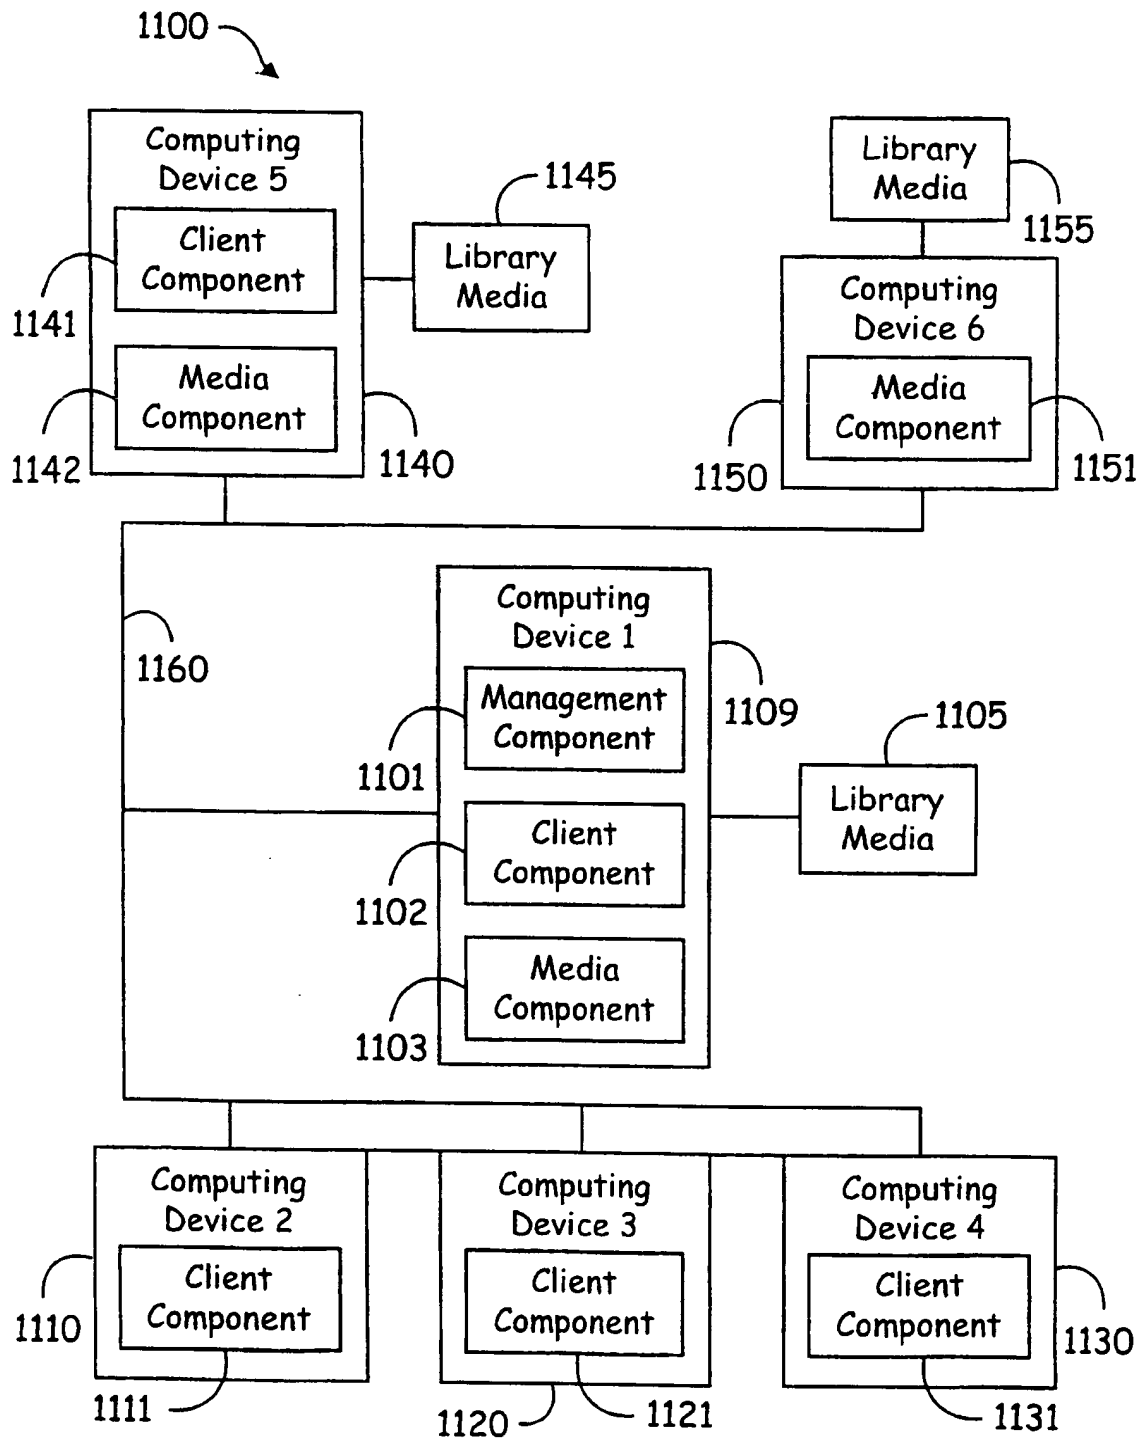 1100
Computing
Device 5
Client
Component
1141
Media
Component
1142
1140
1145
Library
Media
Library
Media
1155
Computing
Device 6
Media
Component
1150
1151
1160
Computing
Device 1
1109
Management
Component
1101
Client
Component
1102
Media
Component
1103
1105
Library
Media
Computing
Device 2
Client
Component
1110
1111
Computing
Device 3
Client
Component
1120
1121
Computing
Device 4
Client
Component
1130
1131